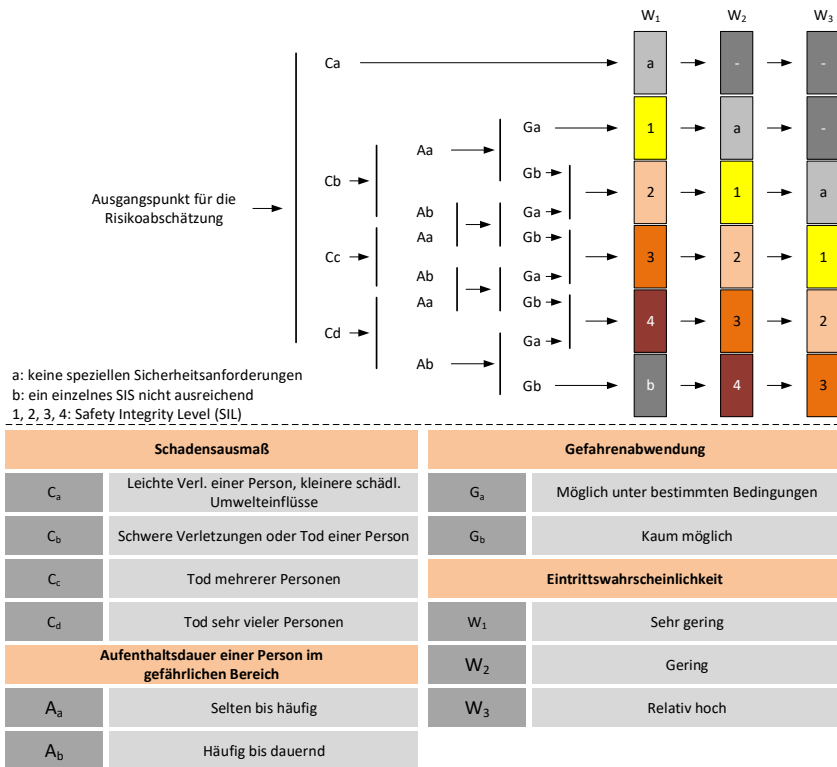 W₁ W₂ W₃
Ca a - -
Ga 1 a -
Aa
Cb Gb 2 1 a
Ausgangspunkt für die
Risikoabschätzung
Ab Ga
Aa Gb
Cc 3 2 1
Ab Ga
Aa Gb
Cd 4 3 2
Ga
Ab
Gb b 4 3
a: keine speziellen Sicherheitsanforderungen
b: ein einzelnes SIS nicht ausreichend
1, 2, 3, 4: Safety Integrity Level (SIL)
Schadensausmaß
Cₐ Leichte Verl. einer Person, kleinere schädl.
Umwelteinflüsse
C_b Schwere Verletzungen oder Tod einer Person
C_c Tod mehrerer Personen
C_d Tod sehr vieler Personen
Aufenthaltsdauer einer Person im
gefährlichen Bereich
Aₐ Selten bis häufig
A_b Häufig bis dauernd
Gefahrenabwendung
Gₐ Möglich unter bestimmten Bedingungen
G_b Kaum möglich
Eintrittswahrscheinlichkeit
W₁ Sehr gering
W₂ Gering
W₃ Relativ hoch